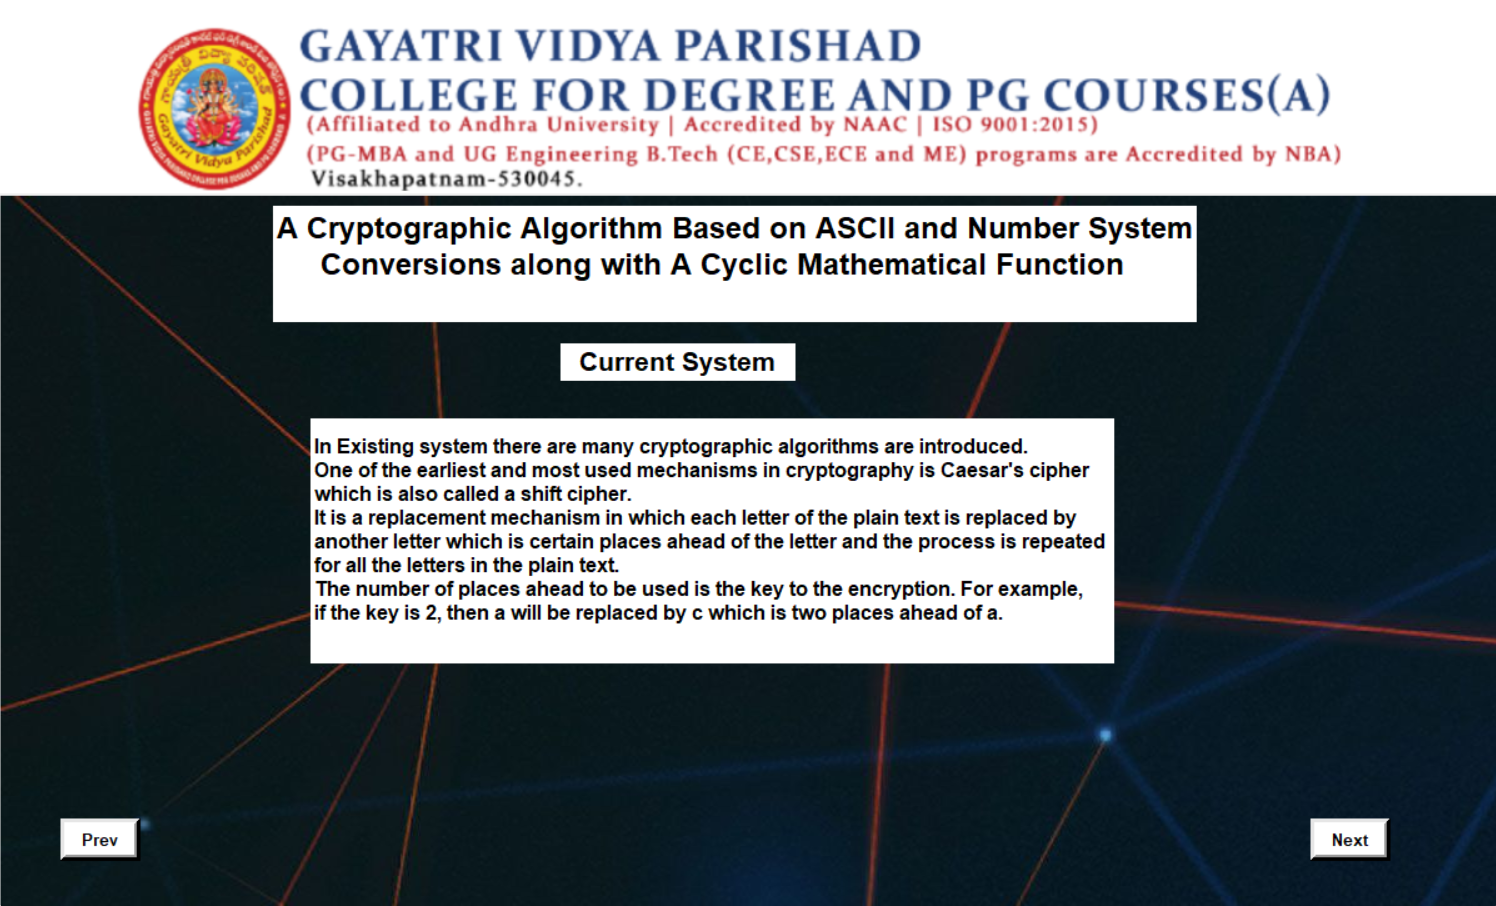 GAYATRI VIDYA PARISHAD
COLLEGE FOR DEGREE AND PG COURSES(A)
(Affiliated to Andhra University | Accredited by NAAC | ISO 9001:2015)
(PG-MBA and UG Engineering B.Tech (CE,CSE,ECE and ME) programs are Accredited by NBA)
Visakhapatnam-530045.
Gayatri Vidya Parishad
A Cryptographic Algorithm Based on ASCII and Number System
Conversions along with A Cyclic Mathematical Function
Current System
In Existing system there are many cryptographic algorithms are introduced.
One of the earliest and most used mechanisms in cryptography is Caesar's cipher
which is also called a shift cipher.
It is a replacement mechanism in which each letter of the plain text is replaced by
another letter which is certain places ahead of the letter and the process is repeated
for all the letters in the plain text.
The number of places ahead to be used is the key to the encryption. For example,
if the key is 2, then a will be replaced by c which is two places ahead of a.
Prev
Next